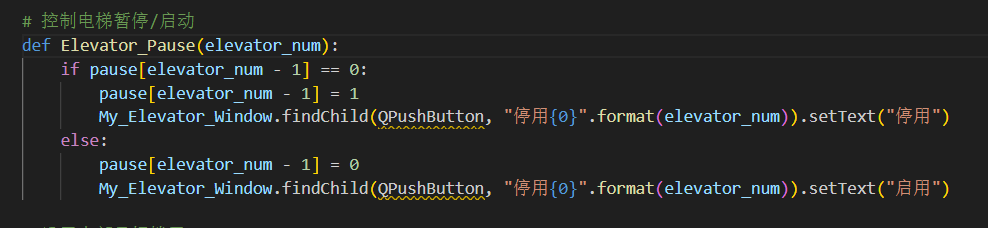 # 控制电梯暂停/启动
def Elevator_Pause(elevator_num):
    if pause[elevator_num - 1] == 0:
        pause[elevator_num - 1] = 1
        My_Elevator_Window.findChild(QPushButton, "停用{0}".format(elevator_num)).setText("停用")
    else:
        pause[elevator_num - 1] = 0
        My_Elevator_Window.findChild(QPushButton, "停用{0}".format(elevator_num)).setText("启用")